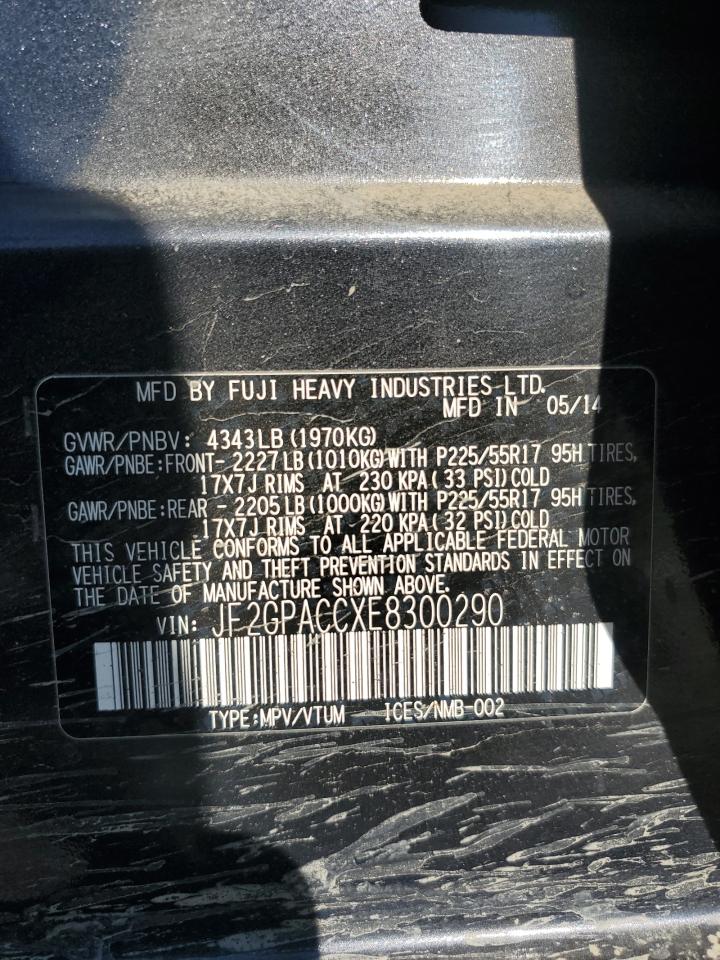 MFD BY FUJI HEAVY INDUSTRIES LTD.
MFD IN 05/14
GVWR/PNBV: 4343LB (1970KG)
GAWR/PNBE:FRONT- 2227LB(1010KG)WITH P225/55R17 95H TIRES,
17X7J RIMS AT 230 KPA( 33 PSI)COLD
GAWR/PNBE:REAR - 2205LB(1000KG)WITH P225/55R17 95H TIRES,
17X7J RIMS AT 220 KPA( 32 PSI)COLD
THIS VEHICLE CONFORMS TO ALL APPLICABLE FEDERAL MOTOR
VEHICLE SAFETY AND THEFT PREVENTION STANDARDS IN EFFECT ON
THE DATE OF MANUFACTURE SHOWN ABOVE.
VIN: JF2GPACCXE8300290
TYPE:MPV/VTUM ICES/NMB-002